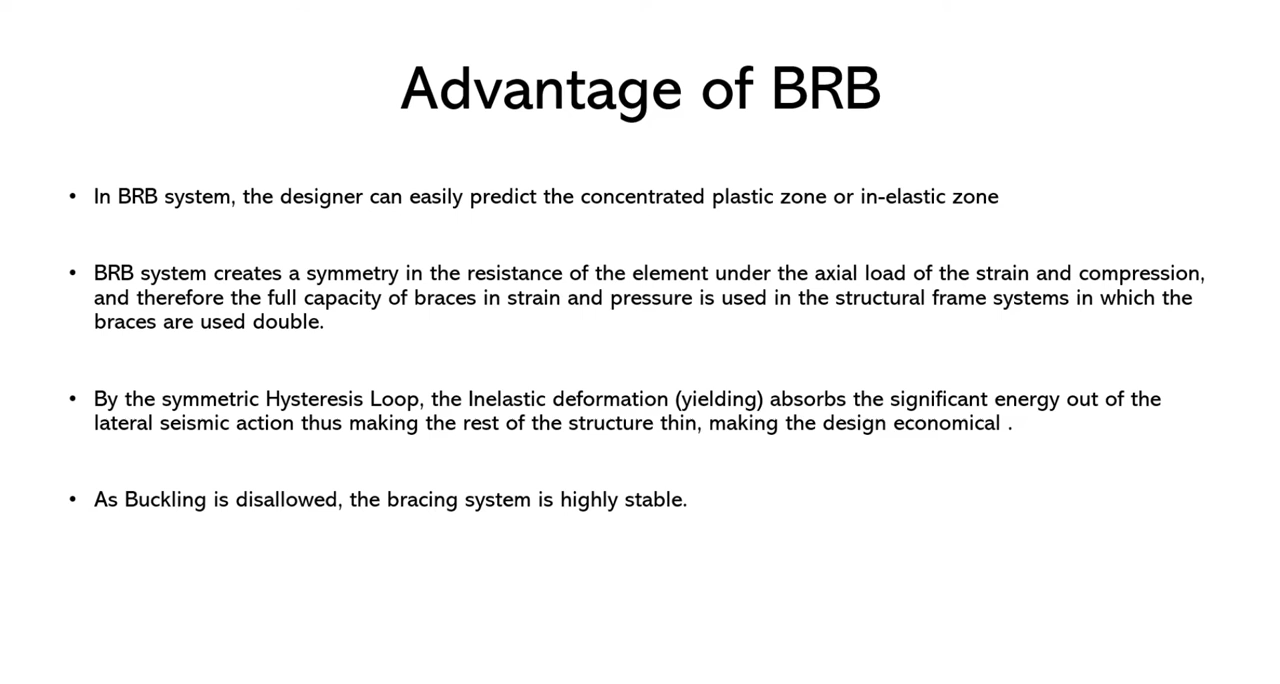 Advantage of BRB
• In BRB system, the designer can easily predict the concentrated plastic zone or in-elastic zone
• BRB system creates a symmetry in the resistance of the element under the axial load of the strain and compression,
and therefore the full capacity of braces in strain and pressure is used in the structural frame systems in which the
braces are used double.
• By the symmetric Hysteresis Loop, the Inelastic deformation (yielding) absorbs the significant energy out of the
lateral seismic action thus making the rest of the structure thin, making the design economical .
• As Buckling is disallowed, the bracing system is highly stable.